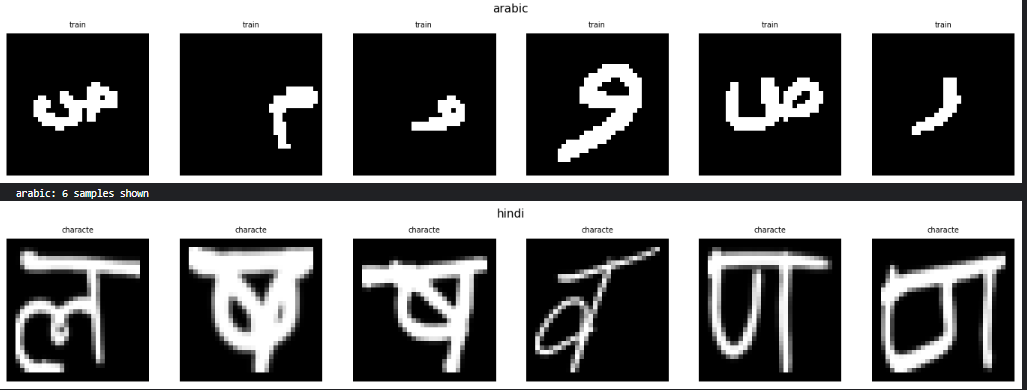 arabic
train train train train train train
ص م و و ص ر
arabic: 6 samples shown
hindi
characte characte characte characte characte characte
ल ष ष व ण ण